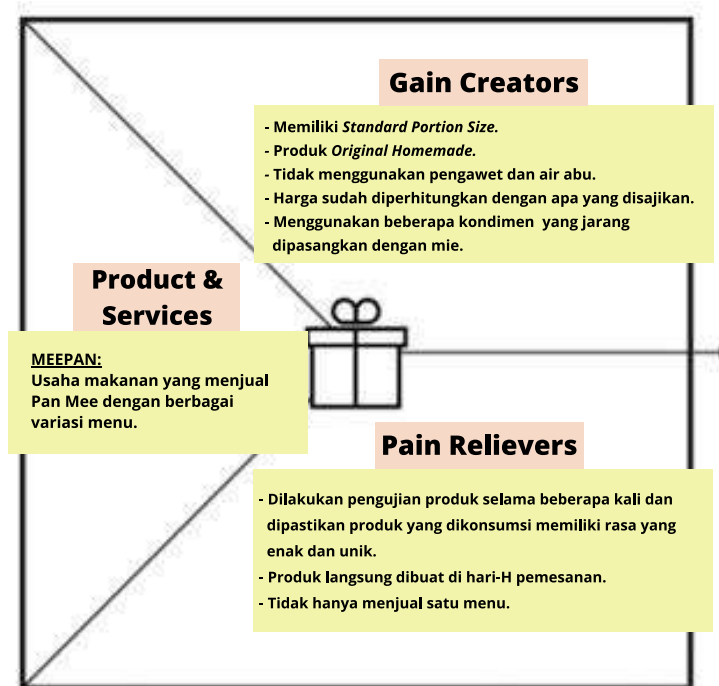 Gain Creators
- Memiliki Standard Portion Size.
- Produk Original Homemade.
- Tidak menggunakan pengawet dan air abu.
- Harga sudah diperhitungkan dengan apa yang disajikan.
- Menggunakan beberapa kondimen yang jarang
dipasangkan dengan mie.
Product &
Services
MEEPAN:
Usaha makanan yang menjual
Pan Mee dengan berbagai
variasi menu.
Pain Relievers
- Dilakukan pengujian produk selama beberapa kali dan
dipastikan produk yang dikonsumsi memiliki rasa yang
enak dan unik.
- Produk langsung dibuat di hari-H pemesanan.
- Tidak hanya menjual satu menu.